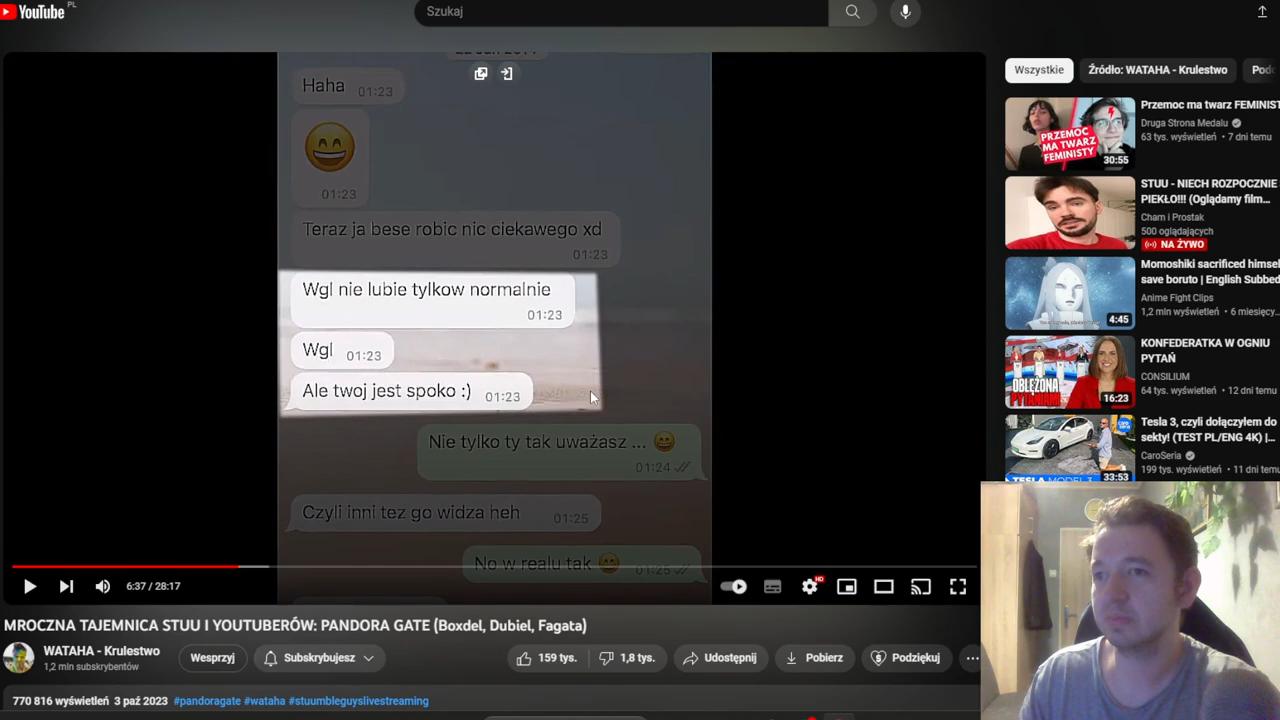 YouTube PL
Szukaj
Haha 01:23
01:23
Teraz ja bese robic nic ciekawego xd
01:23
Wgl nie lubie tylkow normalnie
01:23
Wgl 01:23
Ale twoj jest spoko :) 01:23
Nie tylko ty tak uważasz ... 😄
01:24
Czyli inni tez go widza heh 01:25
No w realu tak 😄 01:25
6:37 / 28:17
HD
MROCZNA TAJEMNICA STUU I YOUTUBERÓW: PANDORA GATE (Boxdel, Dubiel, Fagata)
WATAHA - Krulestwo
1,2 mln subskrybentów
Wesprzyj
Subskrybujesz
159 tys.
1,8 tys.
Udostępnij
Pobierz
Podziękuj
770 816 wyświetleń 3 paź 2023 #pandoragate #wataha #stuumbleguyslivestreaming
Wszystkie
Źródło: WATAHA - Krulestwo
PRZEMOC
MA TWARZ
FEMINISTY
30:55
Przemoc ma twarz FEMINIST
Druga Strona Medalu
63 tys. wyświetleń • 7 dni temu
STUU - NIECH ROZPOCZNIE
PIEKŁO!!! (Oglądamy film...
Cham i Prostak
500 oglądających
NA ŻYWO
4:45
Momoshiki sacrificed himsel
save boruto | English Subbed
Anime Fight Clips
1,2 mln wyświetleń • 6 miesięcy...
OBLĘŻONA
PYTANIAMI
16:23
KONFEDERATKA W OGNIU
PYTAŃ
CONSILIUM
64 tys. wyświetleń • 12 dni temu
TESLA MODEL 3
33:53
Tesla 3, czyli dołączyłem do
sekty! (TEST PL/ENG 4K) |...
CaroSeria
199 tys. wyświetleń • 11 dni temu